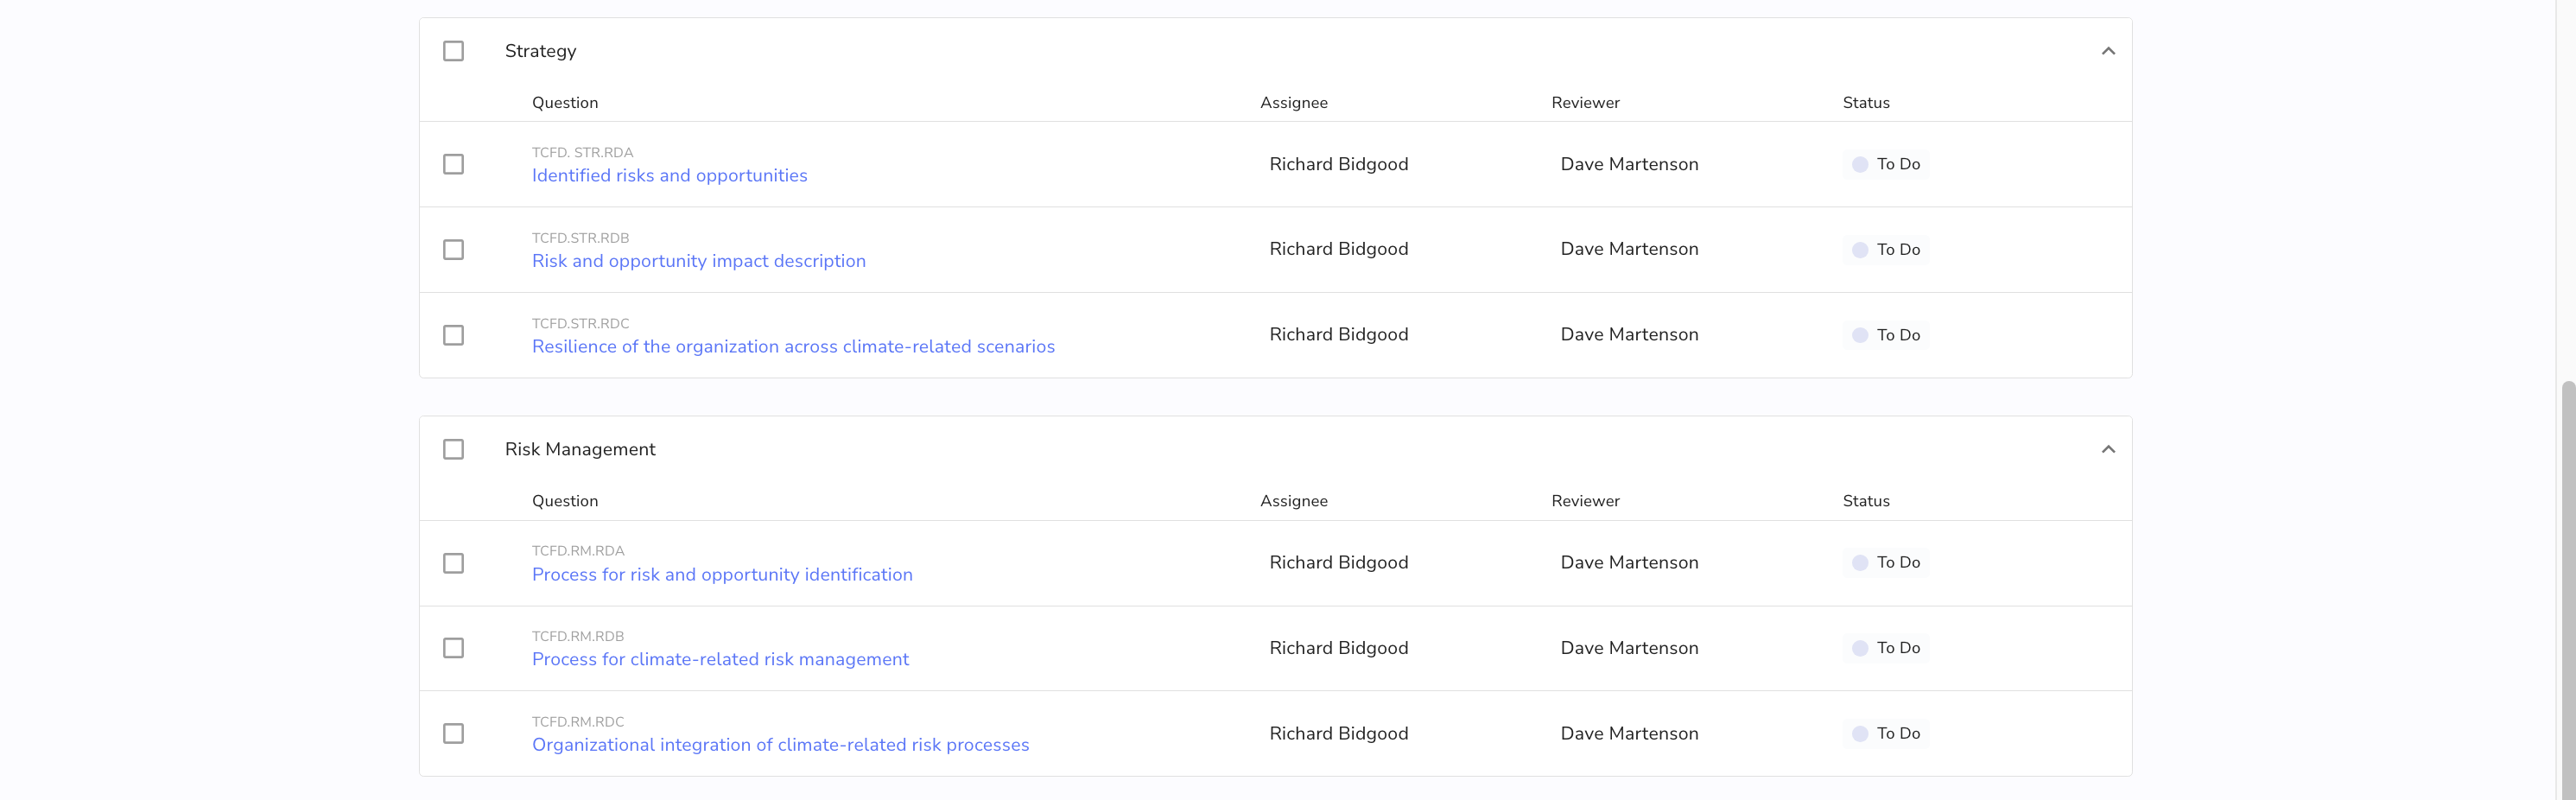 Strategy
Question Assignee Reviewer Status
TCFD. STR.RDA
Identified risks and opportunities Richard Bidgood Dave Martenson To Do
TCFD.STR.RDB
Risk and opportunity impact description Richard Bidgood Dave Martenson To Do
TCFD.STR.RDC
Resilience of the organization across climate-related scenarios Richard Bidgood Dave Martenson To Do
Risk Management
Question Assignee Reviewer Status
TCFD.RM.RDA
Process for risk and opportunity identification Richard Bidgood Dave Martenson To Do
TCFD.RM.RDB
Process for climate-related risk management Richard Bidgood Dave Martenson To Do
TCFD.RM.RDC
Organizational integration of climate-related risk processes Richard Bidgood Dave Martenson To Do